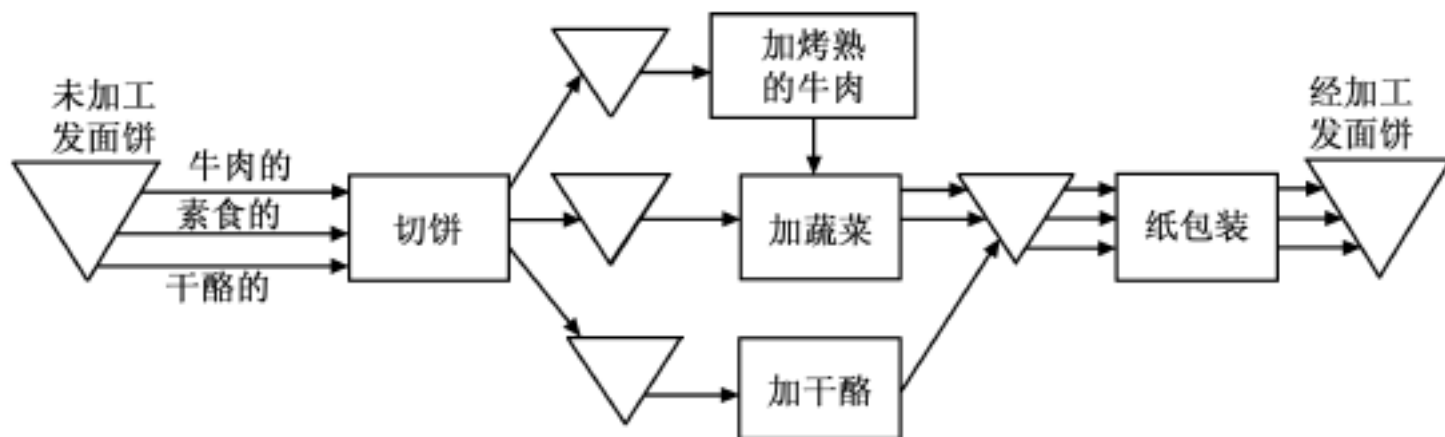 未加工
发面饼
牛肉的
素食的
干酪的
切饼
加烤熟
的牛肉
加蔬菜
加干酪
纸包装
经加工
发面饼